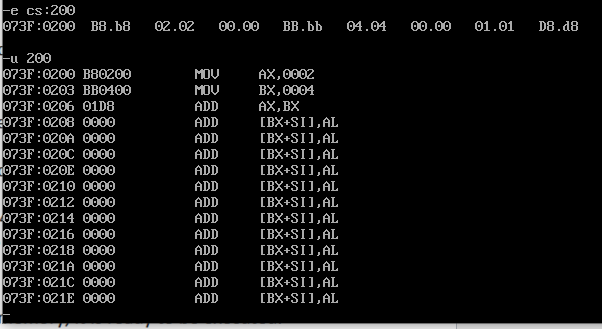 -e cs:200
073F:0200  B8.b8   02.02   00.00   BB.bb   04.04   00.00   01.01   D8.d8
-u 200
073F:0200 B80200        MOV     AX,0002
073F:0203 BB0400        MOV     BX,0004
073F:0206 01D8          ADD     AX,BX
073F:0208 0000          ADD     [BX+SI],AL
073F:020A 0000          ADD     [BX+SI],AL
073F:020C 0000          ADD     [BX+SI],AL
073F:020E 0000          ADD     [BX+SI],AL
073F:0210 0000          ADD     [BX+SI],AL
073F:0212 0000          ADD     [BX+SI],AL
073F:0214 0000          ADD     [BX+SI],AL
073F:0216 0000          ADD     [BX+SI],AL
073F:0218 0000          ADD     [BX+SI],AL
073F:021A 0000          ADD     [BX+SI],AL
073F:021C 0000          ADD     [BX+SI],AL
073F:021E 0000          ADD     [BX+SI],AL
-